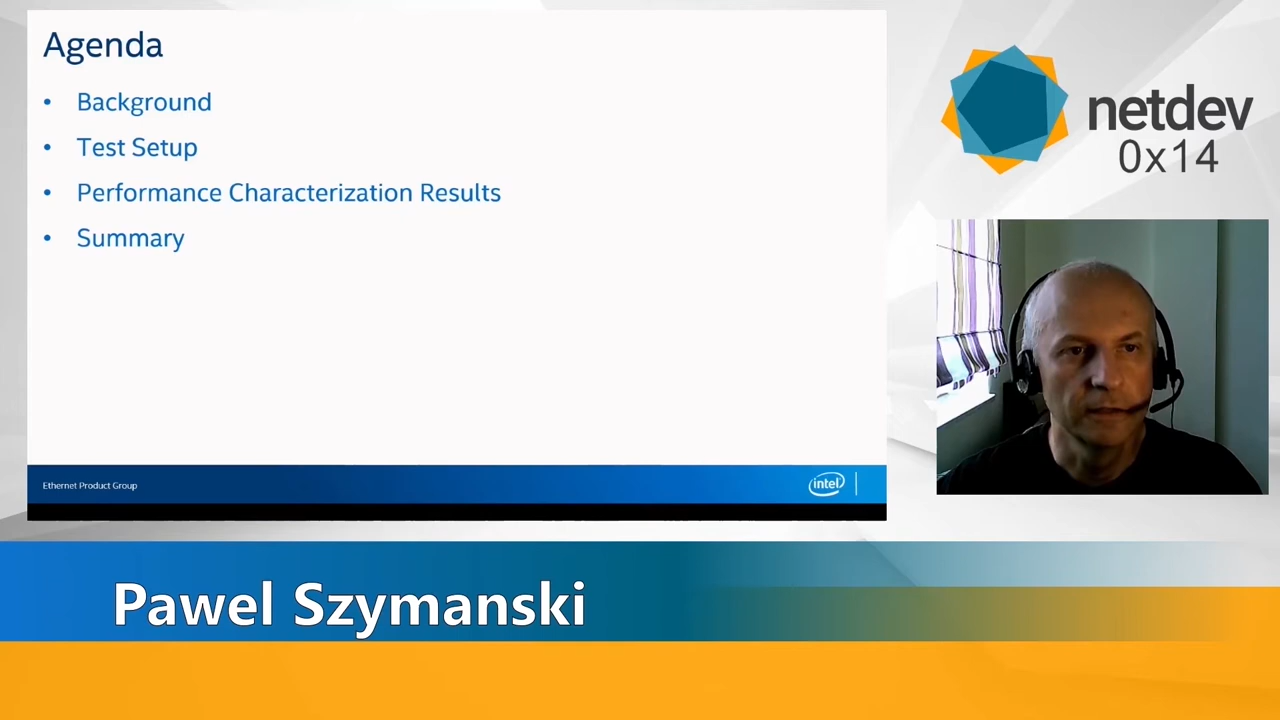 Agenda
• Background
• Test Setup
• Performance Characterization Results
• Summary
Ethernet Product Group
intel
netdev
0x14
Pawel Szymanski